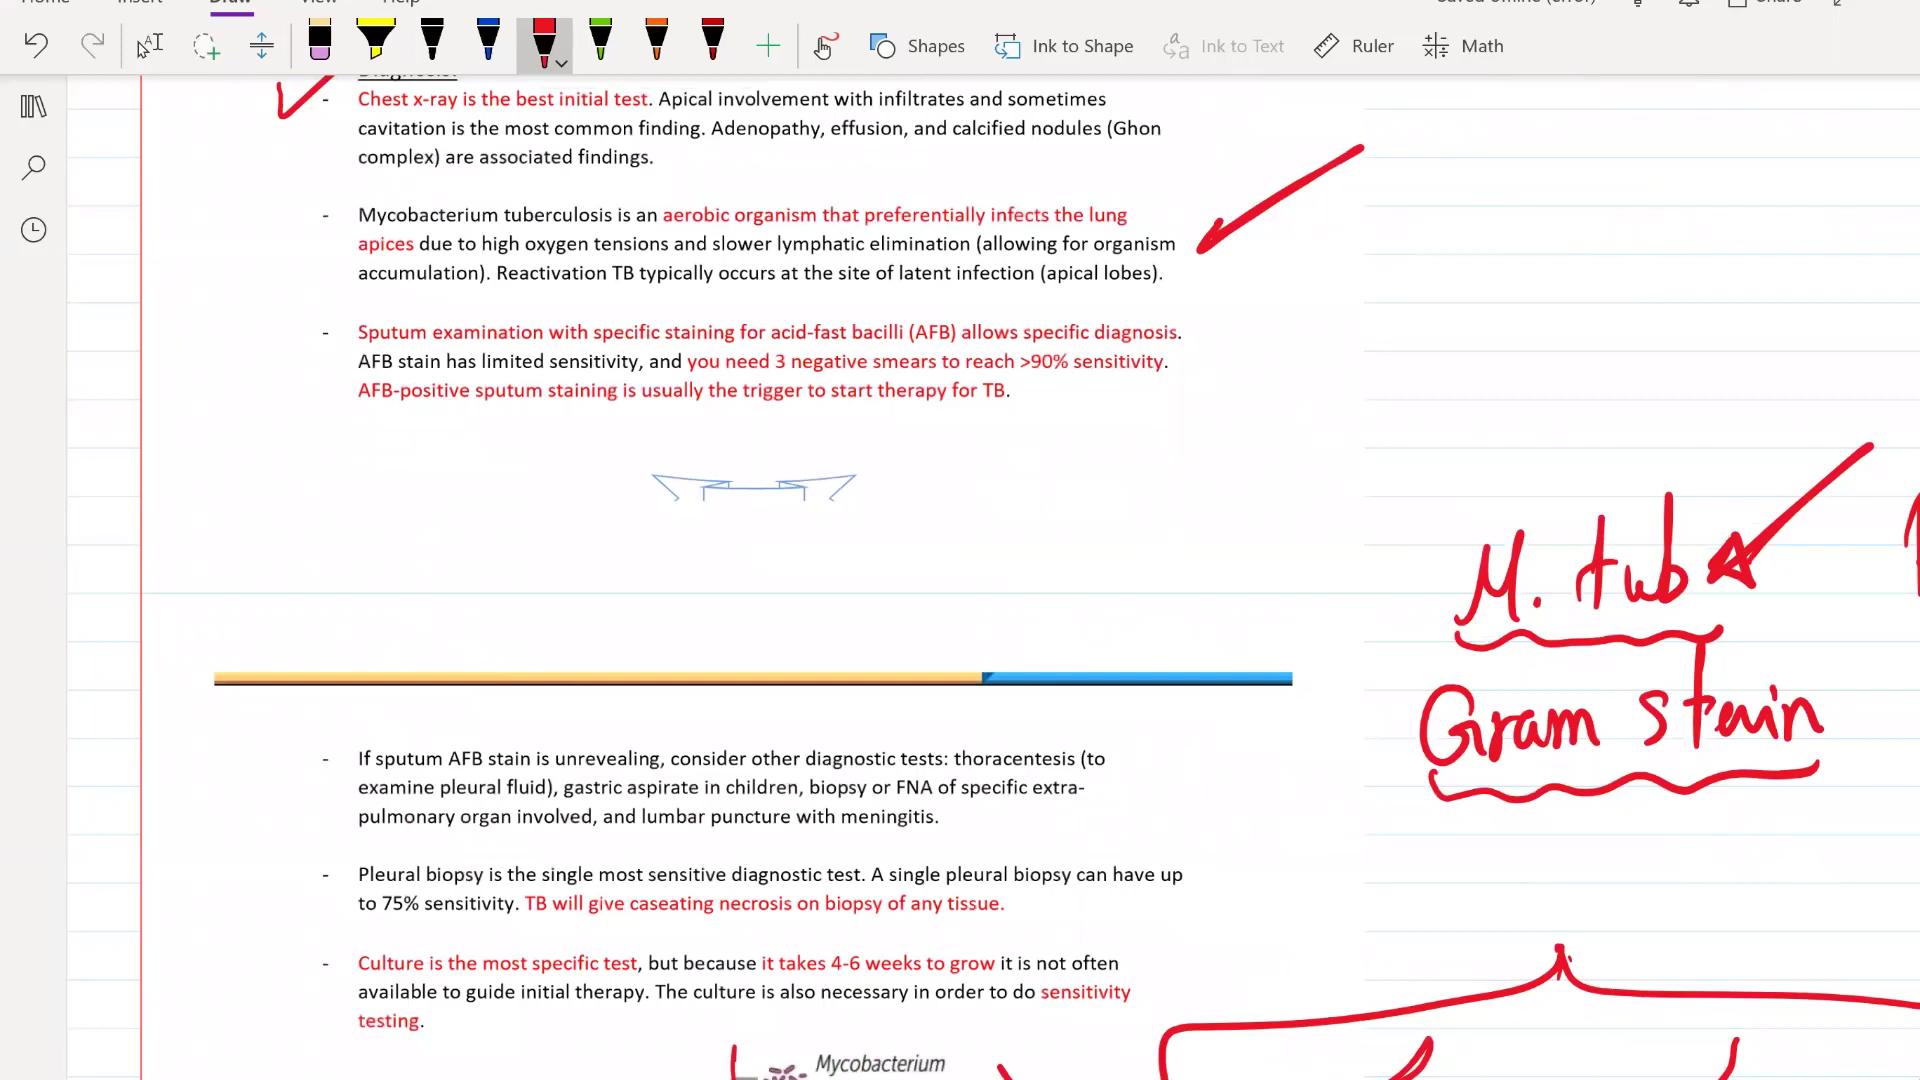 Home Insert Draw View Help Saved online (error) Share
Shapes Ink to Shape Ink to Text Ruler Math
Diagnosis:
- Chest x-ray is the best initial test. Apical involvement with infiltrates and sometimes
cavitation is the most common finding. Adenopathy, effusion, and calcified nodules (Ghon
complex) are associated findings.
- Mycobacterium tuberculosis is an aerobic organism that preferentially infects the lung
apices due to high oxygen tensions and slower lymphatic elimination (allowing for organism
accumulation). Reactivation TB typically occurs at the site of latent infection (apical lobes).
- Sputum examination with specific staining for acid-fast bacilli (AFB) allows specific diagnosis.
AFB stain has limited sensitivity, and you need 3 negative smears to reach >90% sensitivity.
AFB-positive sputum staining is usually the trigger to start therapy for TB.
M. tub
Gram stain
- If sputum AFB stain is unrevealing, consider other diagnostic tests: thoracentesis (to
examine pleural fluid), gastric aspirate in children, biopsy or FNA of specific extra-
pulmonary organ involved, and lumbar puncture with meningitis.
- Pleural biopsy is the single most sensitive diagnostic test. A single pleural biopsy can have up
to 75% sensitivity. TB will give caseating necrosis on biopsy of any tissue.
- Culture is the most specific test, but because it takes 4-6 weeks to grow it is not often
available to guide initial therapy. The culture is also necessary in order to do sensitivity
testing.
Mycobacterium